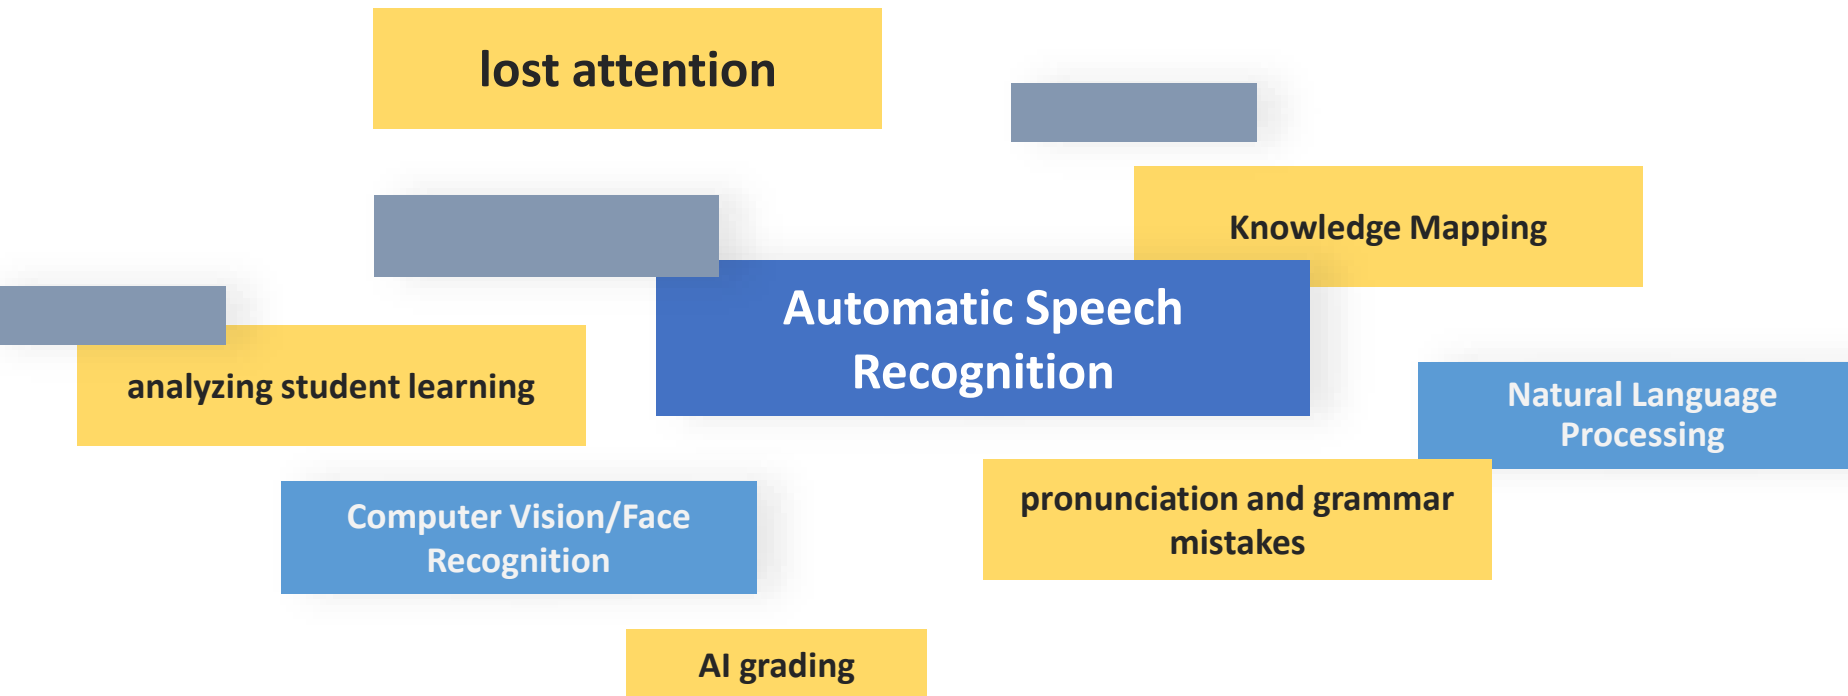 lost attention
Knowledge Mapping
Automatic Speech
Recognition
analyzing student learning
Natural Language
Processing
Computer Vision/Face
Recognition
pronunciation and grammar
mistakes
AI grading